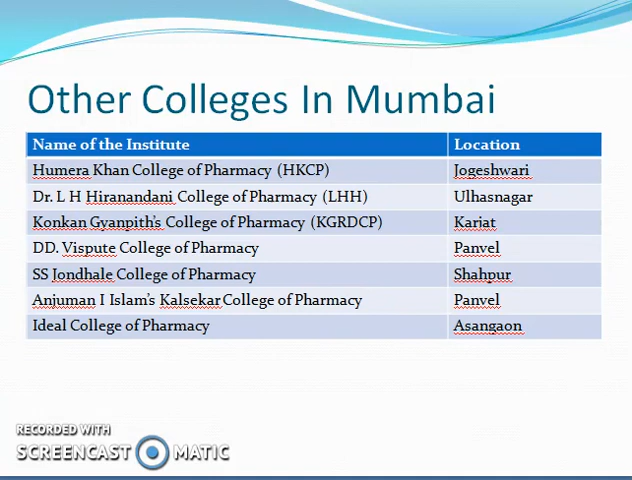 Other Colleges In Mumbai
Name of the Institute Location
Humera Khan College of Pharmacy (HKCP) Jogeshwari
Dr. L H Hiranandani College of Pharmacy (LHH) Ulhasnagar
Konkan Gyanpith's College of Pharmacy (KGRDCP) Karjat
DD. Vispute College of Pharmacy Panvel
SS Jondhale College of Pharmacy Shahpur
Anjuman I Islam's Kalsekar College of Pharmacy Panvel
Ideal College of Pharmacy Asangaon
RECORDED WITH
SCREENCAST MATIC